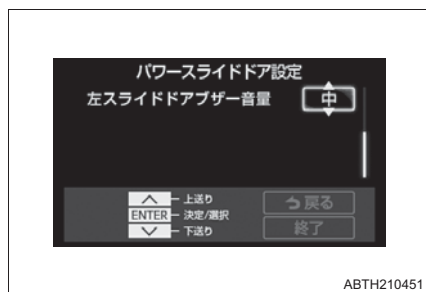 パワースライドドア設定
左スライドドアブザー音量 中
上送り
ENTER 決定/選択
下送り
戻る
終了
ABTH210451